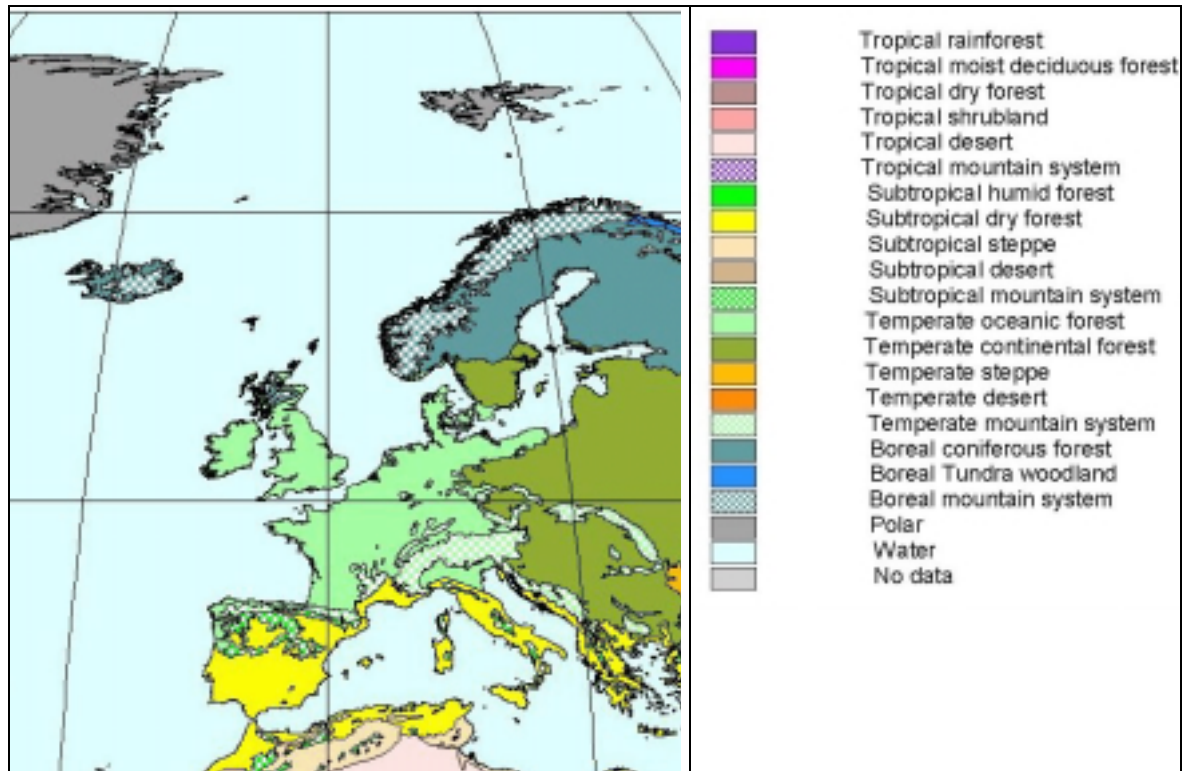 Tropical rainforest
Tropical moist deciduous forest
Tropical dry forest
Tropical shrubland
Tropical desert
Tropical mountain system
Subtropical humid forest
Subtropical dry forest
Subtropical steppe
Subtropical desert
Subtropical mountain system
Temperate oceanic forest
Temperate continental forest
Temperate steppe
Temperate desert
Temperate mountain system
Boreal coniferous forest
Boreal Tundra woodland
Boreal mountain system
Polar
Water
No data